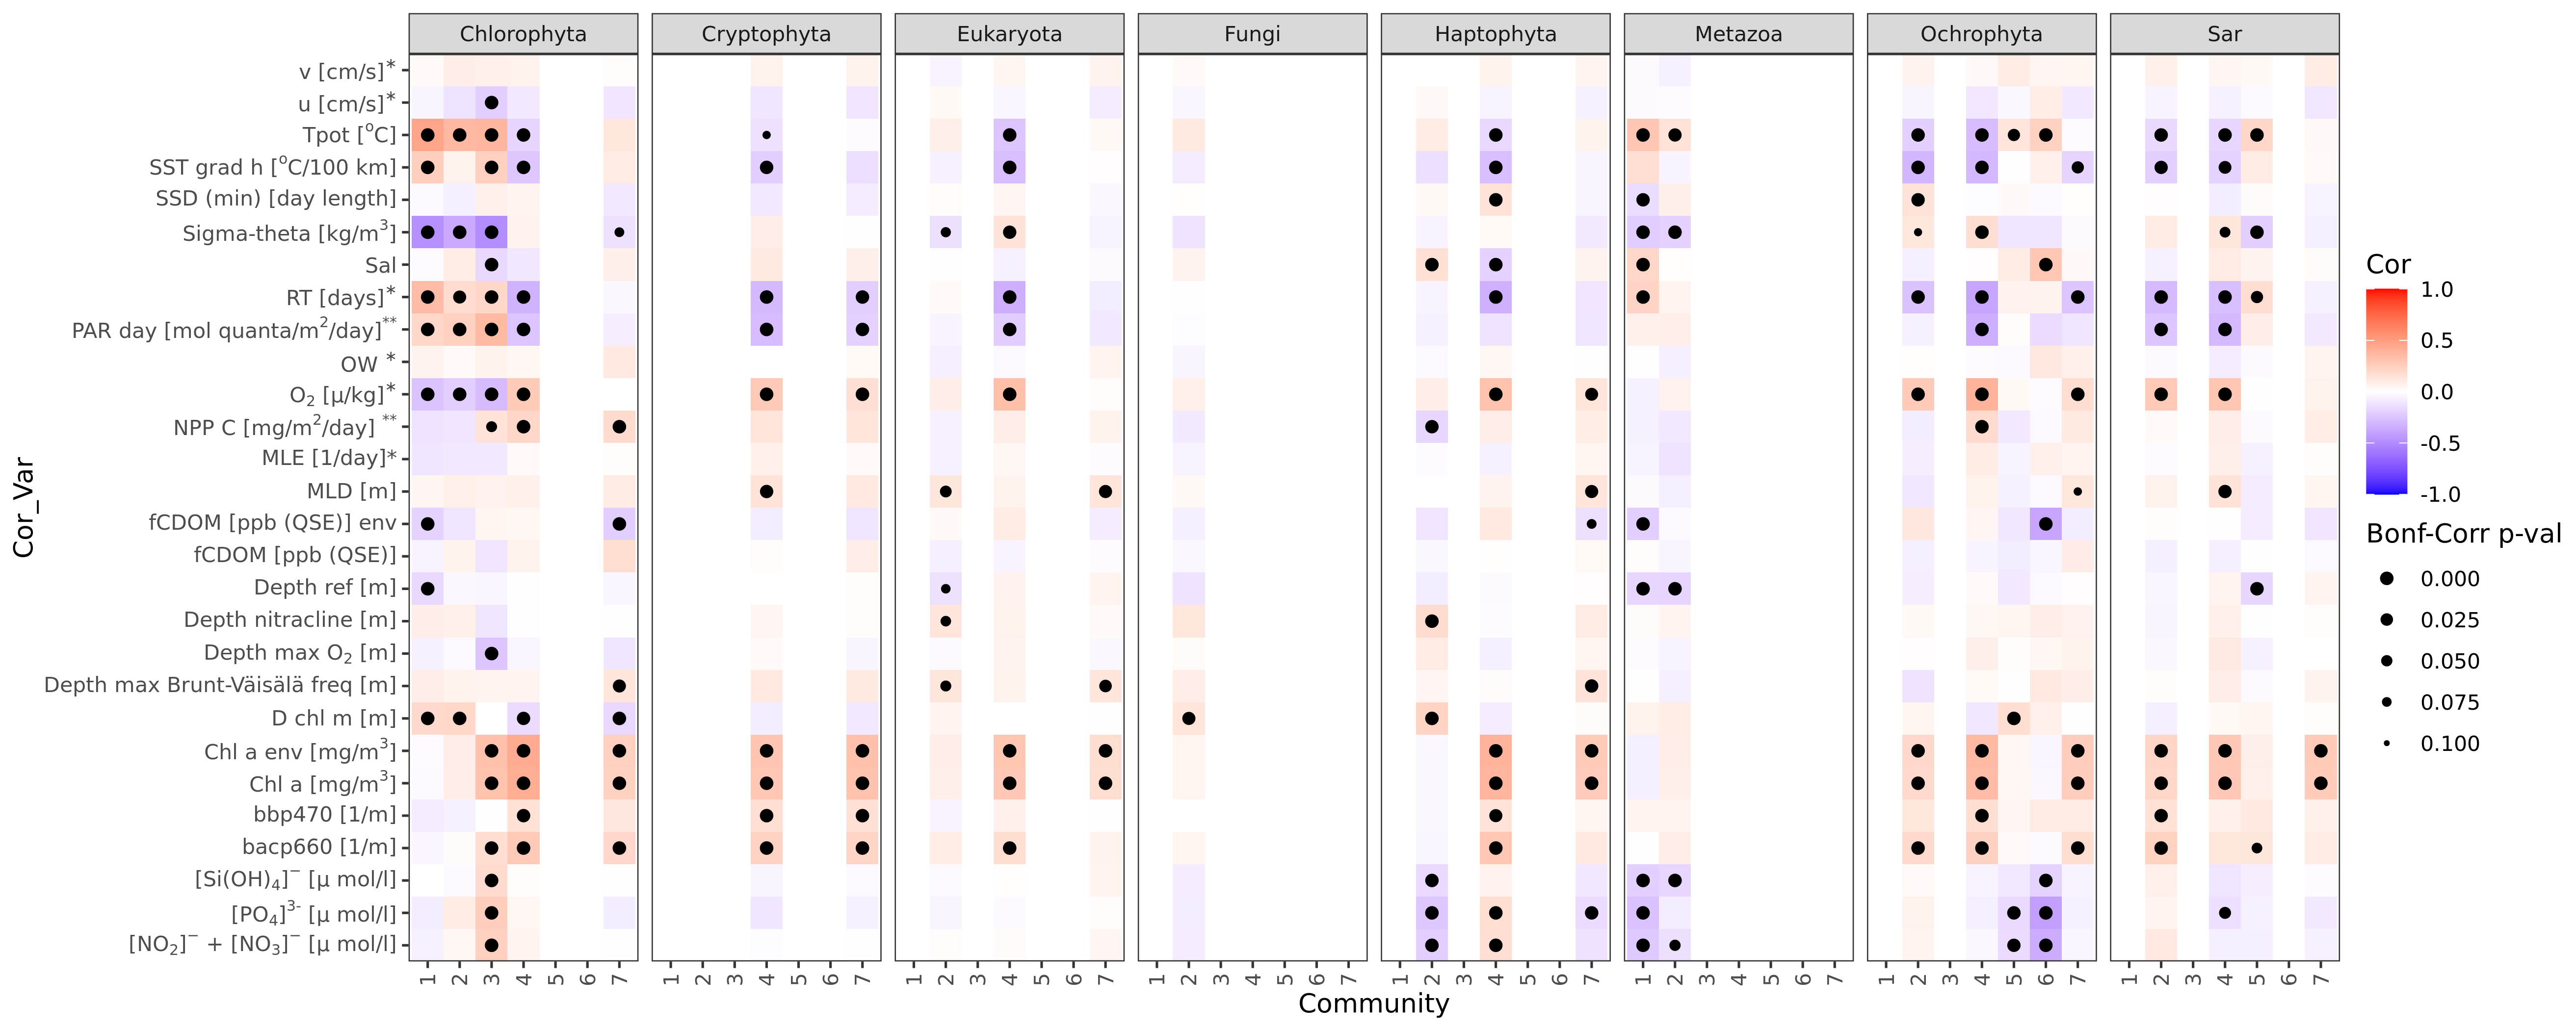 Chlorophyta Cryptophyta Eukaryota Fungi Haptophyta Metazoa Ochrophyta Sar
Cor_Var
v [cm/s]*
u [cm/s]*
Tpot [°C]
SST grad h [°C/100 km]
SSD (min) [day length]
Sigma-theta [kg/m³]
Sal
RT [days]*
PAR day [mol quanta/m²/day]**
OW *
O₂ [µ/kg]*
NPP C [mg/m²/day] **
MLE [1/day]*
MLD [m]
fCDOM [ppb (QSE)] env
fCDOM [ppb (QSE)]
Depth ref [m]
Depth nitracline [m]
Depth max O₂ [m]
Depth max Brunt-Väisälä freq [m]
D chl m [m]
Chl a env [mg/m³]
Chl a [mg/m³]
bbp470 [1/m]
bacp660 [1/m]
[Si(OH)₄]⁻ [µ mol/l]
[PO₄]³⁻ [µ mol/l]
[NO₂]⁻ + [NO₃]⁻ [µ mol/l]
1 2 3 4 5 6 7 1 2 3 4 5 6 7 1 2 3 4 5 6 7 1 2 3 4 5 6 7 1 2 3 4 5 6 7 1 2 3 4 5 6 7 1 2 3 4 5 6 7 1 2 3 4 5 6 7
Community
Cor
1.0
0.5
0.0
-0.5
-1.0
Bonf-Corr p-val
0.000
0.025
0.050
0.075
0.100